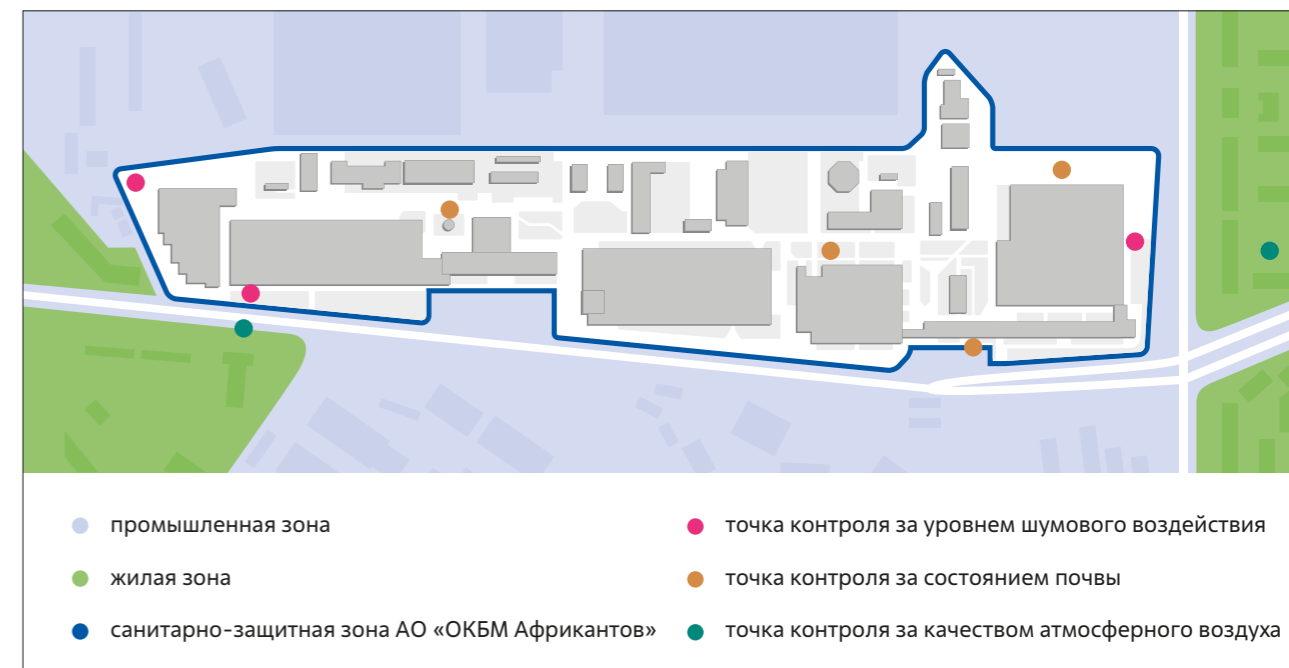 промышленная зона
жилая зона
санитарно-защитная зона АО «ОКБМ Африкантов»
точка контроля за уровнем шумового воздействия
точка контроля за состоянием почвы
точка контроля за качеством атмосферного воздуха